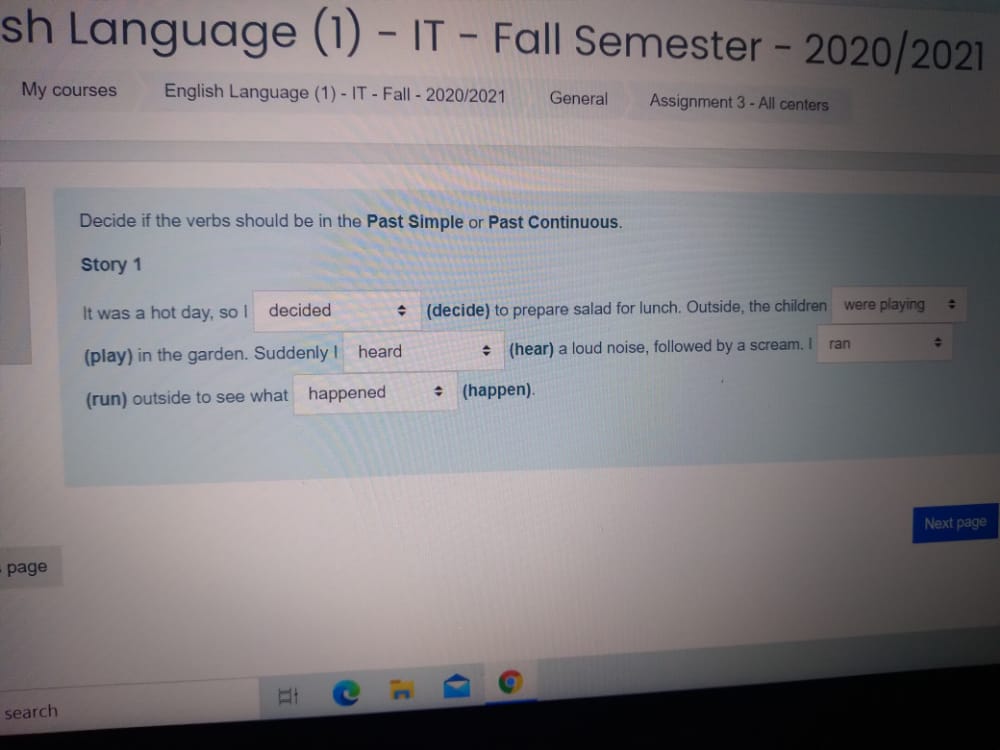 sh Language (1) - IT - Fall Semester - 2020/2021
My courses English Language (1) - IT - Fall - 2020/2021 General Assignment 3 - All centers
Decide if the verbs should be in the Past Simple or Past Continuous.
Story 1
It was a hot day, so I decided (decide) to prepare salad for lunch. Outside, the children were playing
(play) in the garden. Suddenly I heard (hear) a loud noise, followed by a scream. I ran
(run) outside to see what happened (happen).
Next page
page
search